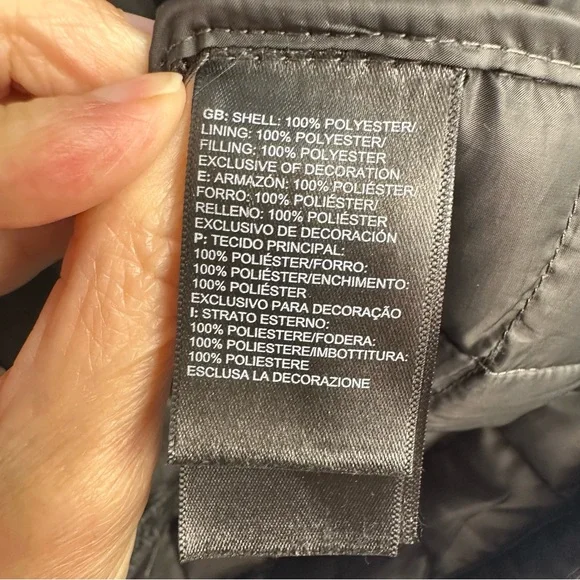 GB: SHELL: 100% POLYESTER/
LINING: 100% POLYESTER/
FILLING: 100% POLYESTER
EXCLUSIVE OF DECORATION
E: ARMAZÓN: 100% POLIÉSTER/
FORRO: 100% POLIÉSTER/
RELLENO: 100% POLIÉSTER
EXCLUSIVO DE DECORACIÓN
P: TECIDO PRINCIPAL:
100% POLIÉSTER/FORRO:
100% POLIÉSTER/ENCHIMENTO:
100% POLIÉSTER
EXCLUSIVO PARA DECORAÇÃO
I: STRATO ESTERNO:
100% POLIESTERE/FODERA:
100% POLIESTERE/IMBOTTITURA:
100% POLIESTERE
ESCLUSA LA DECORAZIONE